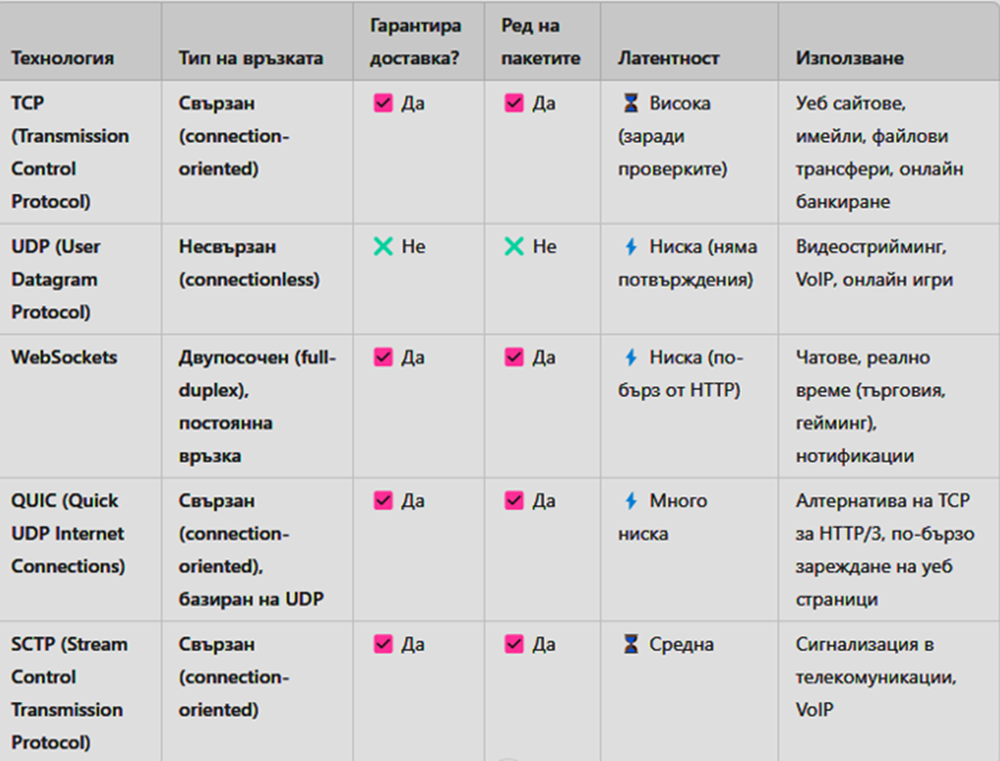 Технология
Тип на връзката
Гарантира
доставка?
Ред на
пакетите
Латентност
Използване
TCP
(Transmission
Control
Protocol)
Свързан
(connection-
oriented)
Да
Да
Висока
(заради
проверките)
Уеб сайтове,
имейли, файлови
трансфери, онлайн
банкиране
UDP (User
Datagram
Protocol)
Несвързан
(connectionless)
Не
Не
Ниска (няма
потвърждения)
Видеострийминг,
VoIP, онлайн игри
WebSockets
Двупосочен (full-
duplex),
постоянна
връзка
Да
Да
Ниска (по-
бърз от HTTP)
Чатове, реално
време (търговия,
гейминг),
нотификации
QUIC (Quick
UDP Internet
Connections)
Свързан
(connection-
oriented),
базиран на UDP
Да
Да
Много
ниска
Алтернатива на TCP
за HTTP/3, по-бързо
зареждане на уеб
страници
SCTP (Stream
Control
Transmission
Protocol)
Свързан
(connection-
oriented)
Да
Да
Средна
Сигнализация в
телекомуникации,
VoIP